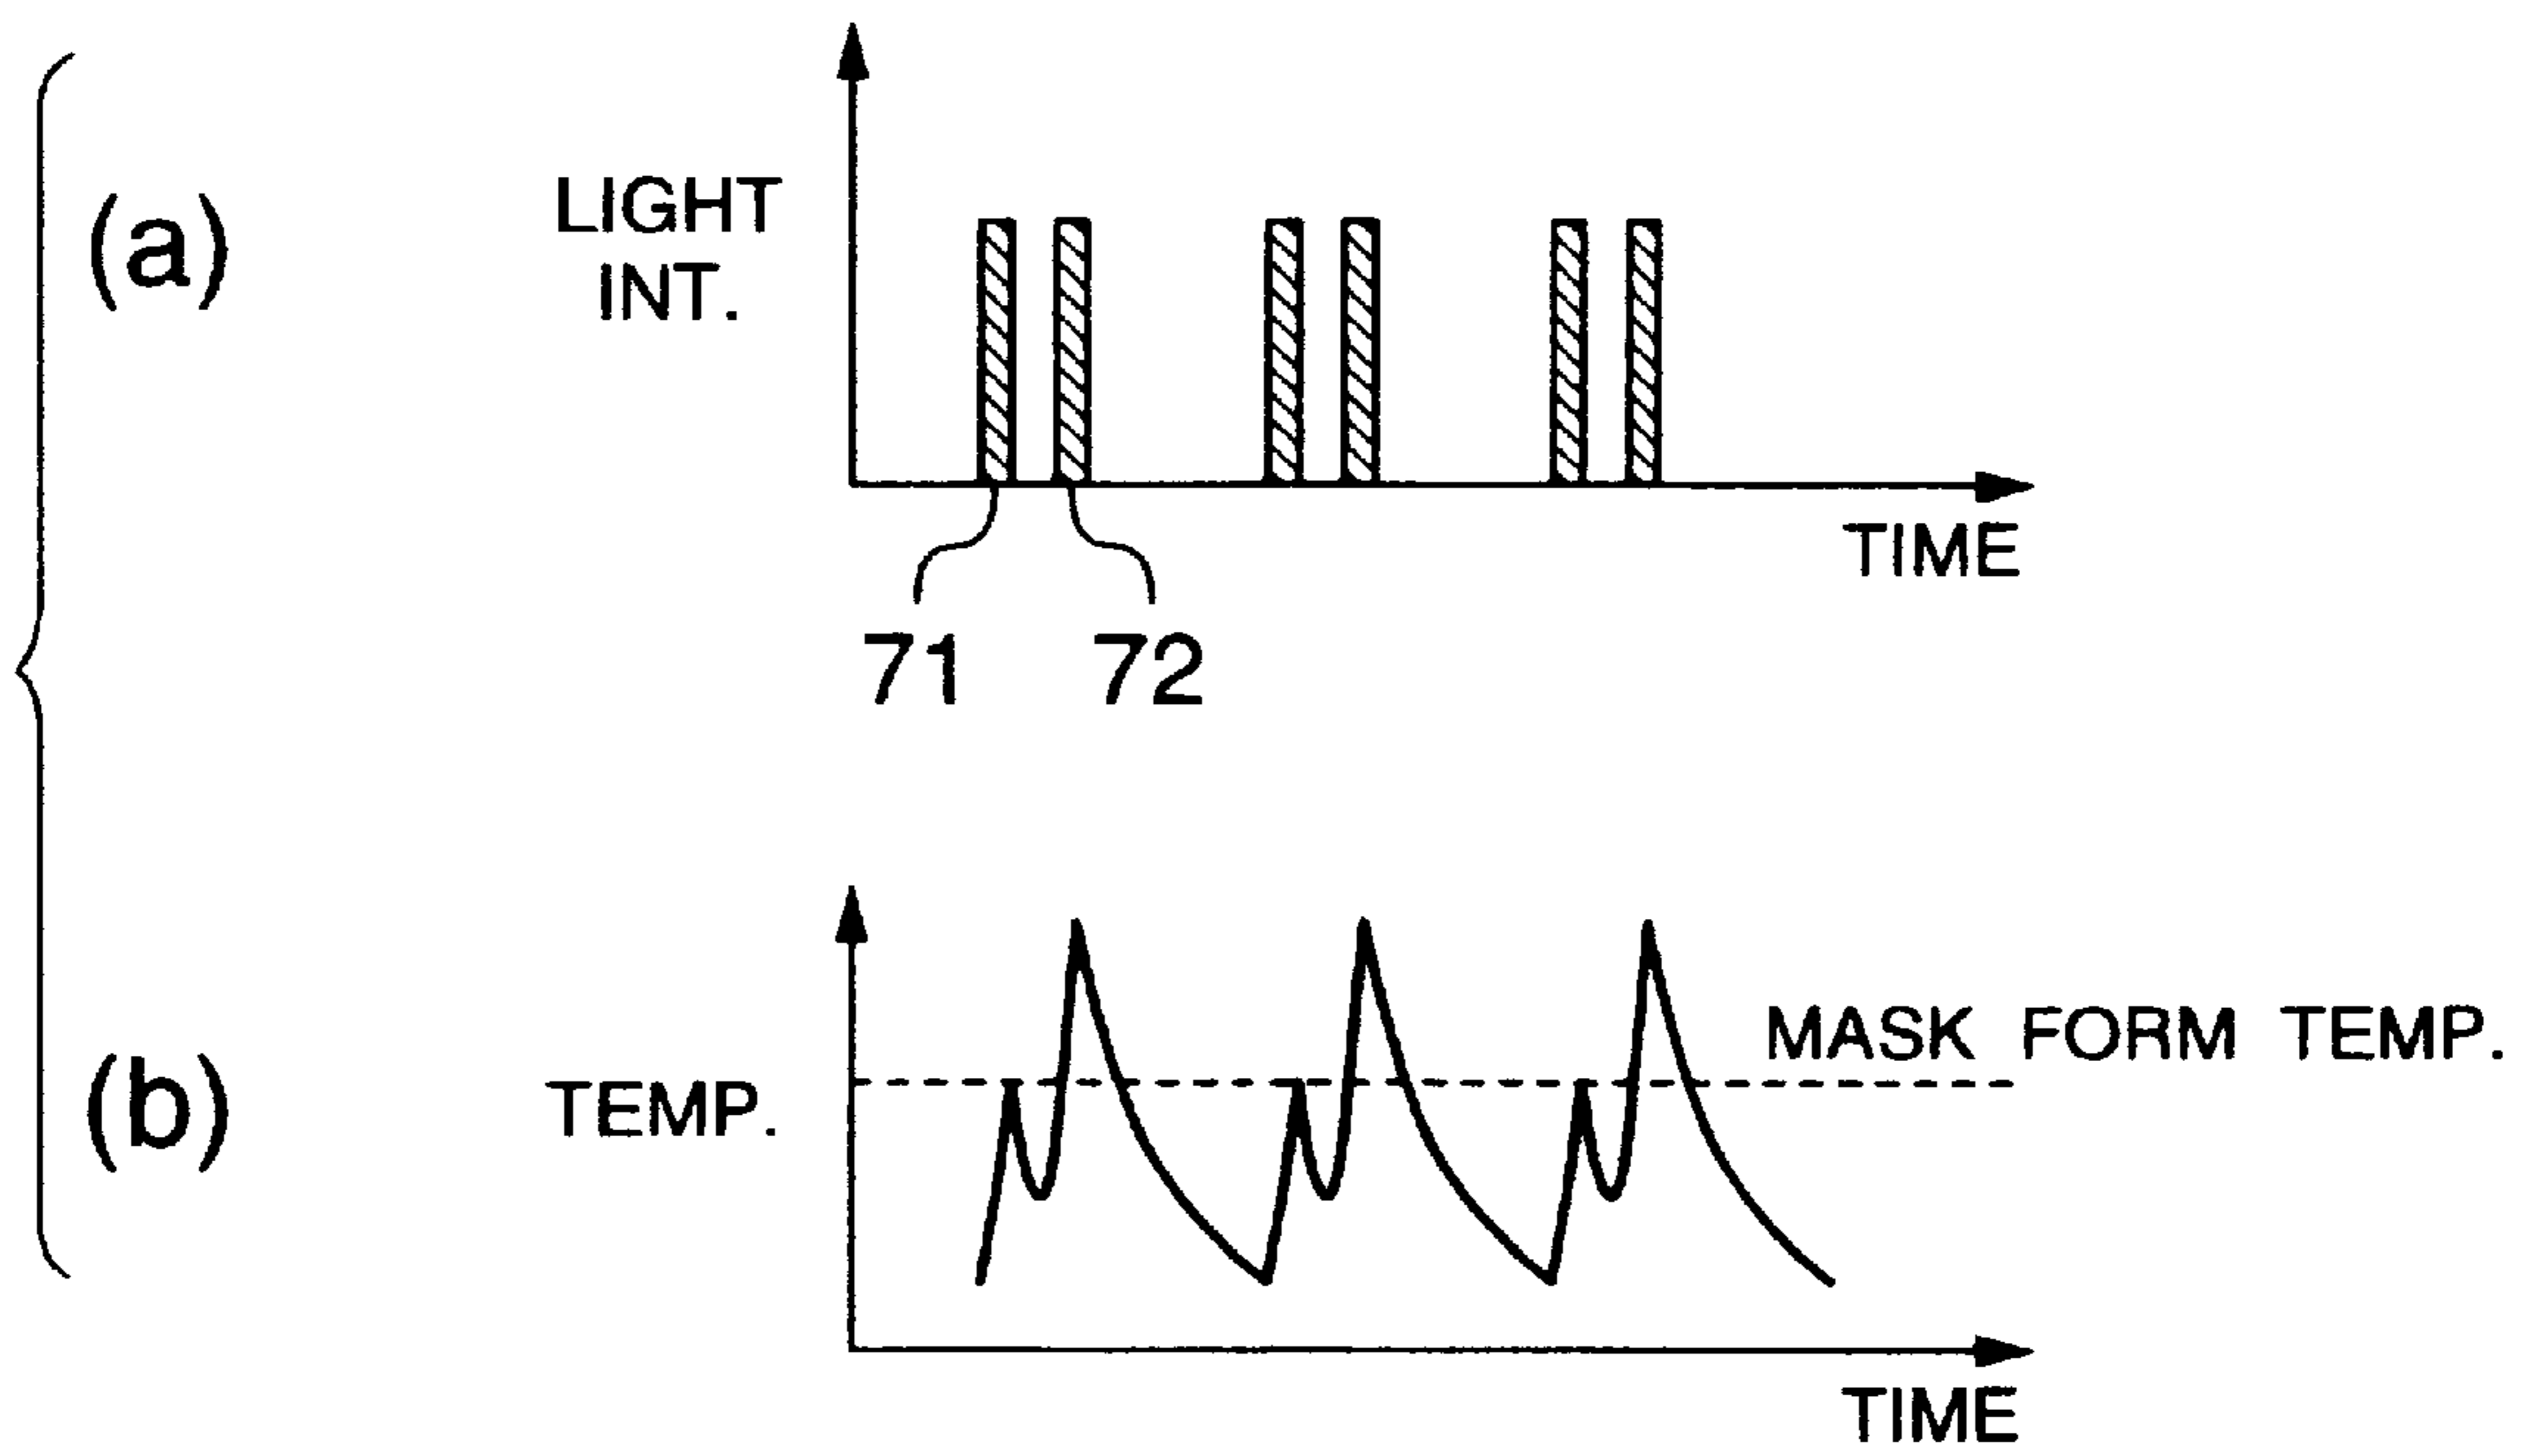 (a)
LIGHT
INT.
TIME
71
72
(b)
TEMP.
MASK FORM TEMP.
TIME